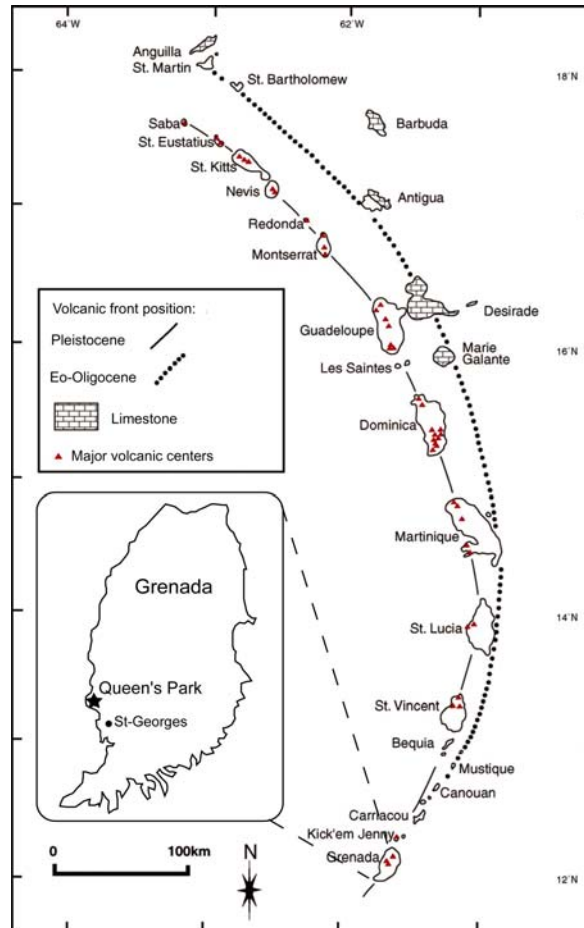 64°W
62°W
Anguilla
St. Martin
18°N
St. Bartholomew
Saba
St. Eustatius
Barbuda
St. Kitts
Nevis
Antigua
Redonda
Montserrat
Volcanic front position:
Pleistocene
Eo-Oligocene
Limestone
Major volcanic centers
Guadeloupe
Desirade
Marie
Galante
16°N
Les Saintes
Dominica
Martinique
14°N
St. Lucia
St. Vincent
Bequia
Mustique
Canouan
Carriacou
Kick'em Jenny
Grenada
12°N
Grenada
Queen's Park
St-Georges
0 100km
N